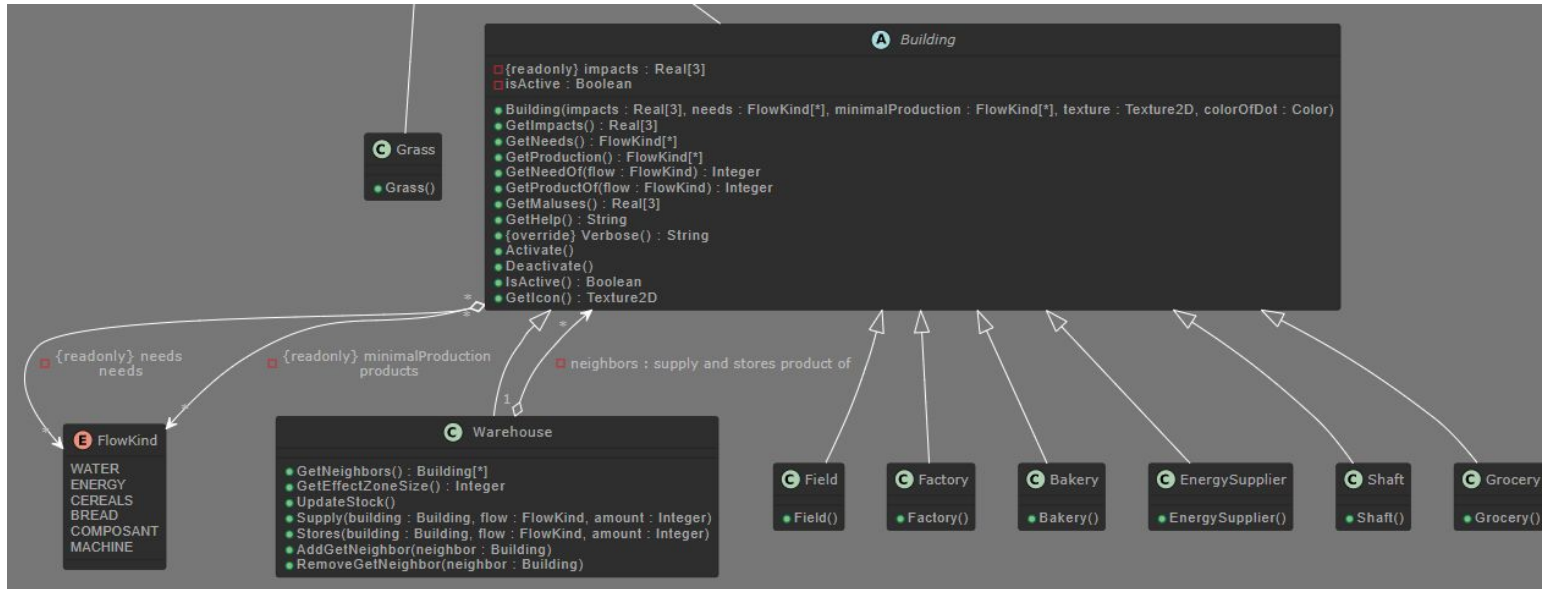 A Building
{readonly} impacts : Real[3]
isActive : Boolean
Building(impacts : Real[3], needs : FlowKind[*], minimalProduction : FlowKind[*], texture : Texture2D, colorOfDot : Color)
GetImpacts() : Real[3]
GetNeeds() : FlowKind[*]
GetProduction() : FlowKind[*]
GetNeedOf(flow : FlowKind) : Integer
GetProductOf(flow : FlowKind) : Integer
GetMaluses() : Real[3]
GetHelp() : String
{override} Verbose() : String
Activate()
Deactivate()
IsActive() : Boolean
GetIcon() : Texture2D
C Grass
Grass()
*
*
*
{readonly} needs
needs
{readonly} minimalProduction
products
neighbors : supply and stores product of
*
*
1
E FlowKind
WATER
ENERGY
CEREALS
BREAD
COMPOSANT
MACHINE
C Warehouse
GetNeighbors() : Building[*]
GetEffectZoneSize() : Integer
UpdateStock()
Supply(building : Building, flow : FlowKind, amount : Integer)
Stores(building : Building, flow : FlowKind, amount : Integer)
AddGetNeighbor(neighbor : Building)
RemoveGetNeighbor(neighbor : Building)
C Field
Field()
C Factory
Factory()
C Bakery
Bakery()
C EnergySupplier
EnergySupplier()
C Shaft
Shaft()
C Grocery
Grocery()